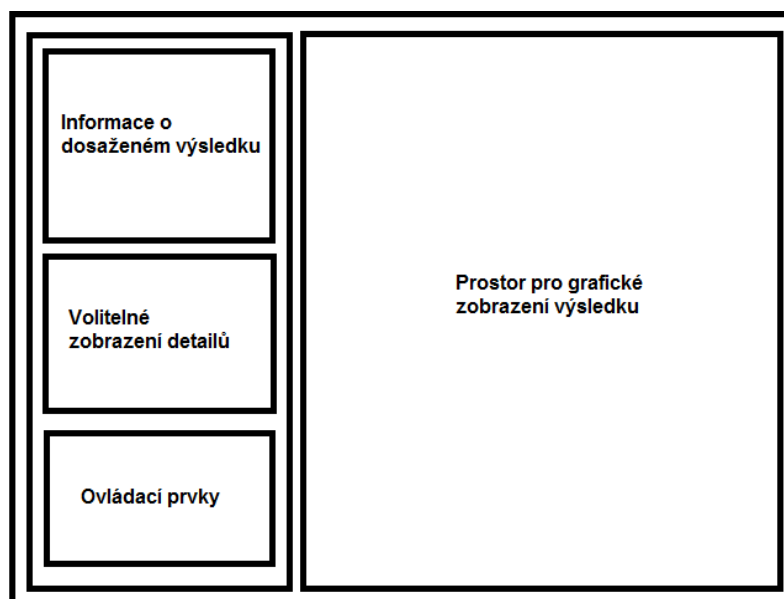 Informace o
dosaženém výsledku
Volitelné
zobrazení detailů
Ovládací prvky
Prostor pro grafické
zobrazení výsledku